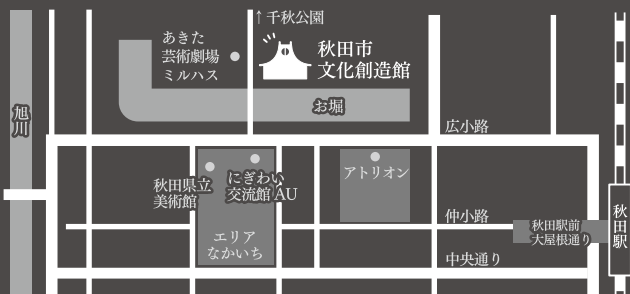 ↑千秋公園
あきた
芸術劇場
ミルハス
秋田市
文化創造館
旭川
お堀
広小路
秋田県立
美術館
にぎわい
交流館 AU
アトリオン
エリア
なかいち
仲小路
秋田駅前
大屋根通り
秋田駅
中央通り